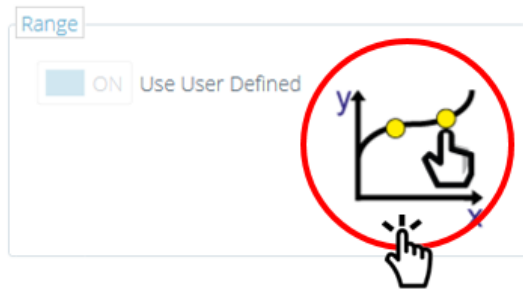 Range
ON Use User Defined
y
x